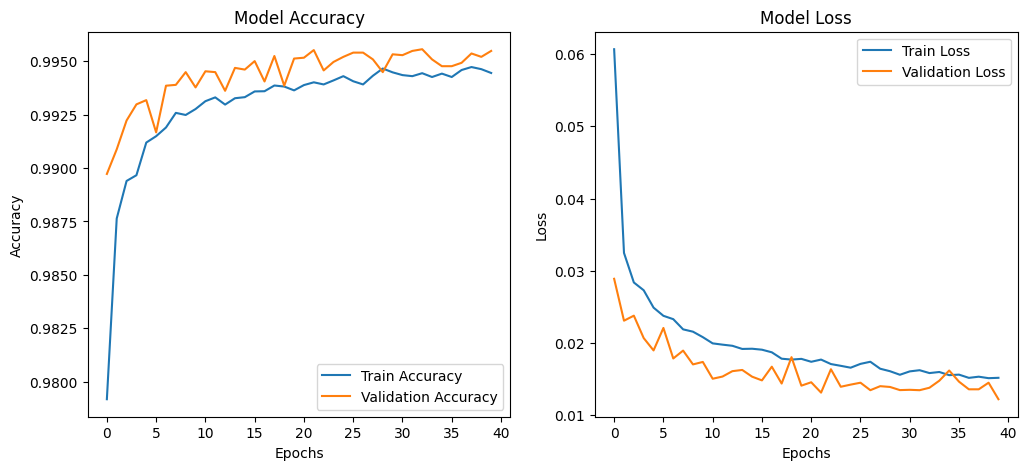 Model Accuracy
Accuracy
0.9950
0.9925
0.9900
0.9875
0.9850
0.9825
0.9800
0 5 10 15 20 25 30 35 40
Epochs
Train Accuracy
Validation Accuracy
Model Loss
Loss
0.06
0.05
0.04
0.03
0.02
0.01
0 5 10 15 20 25 30 35 40
Epochs
Train Loss
Validation Loss